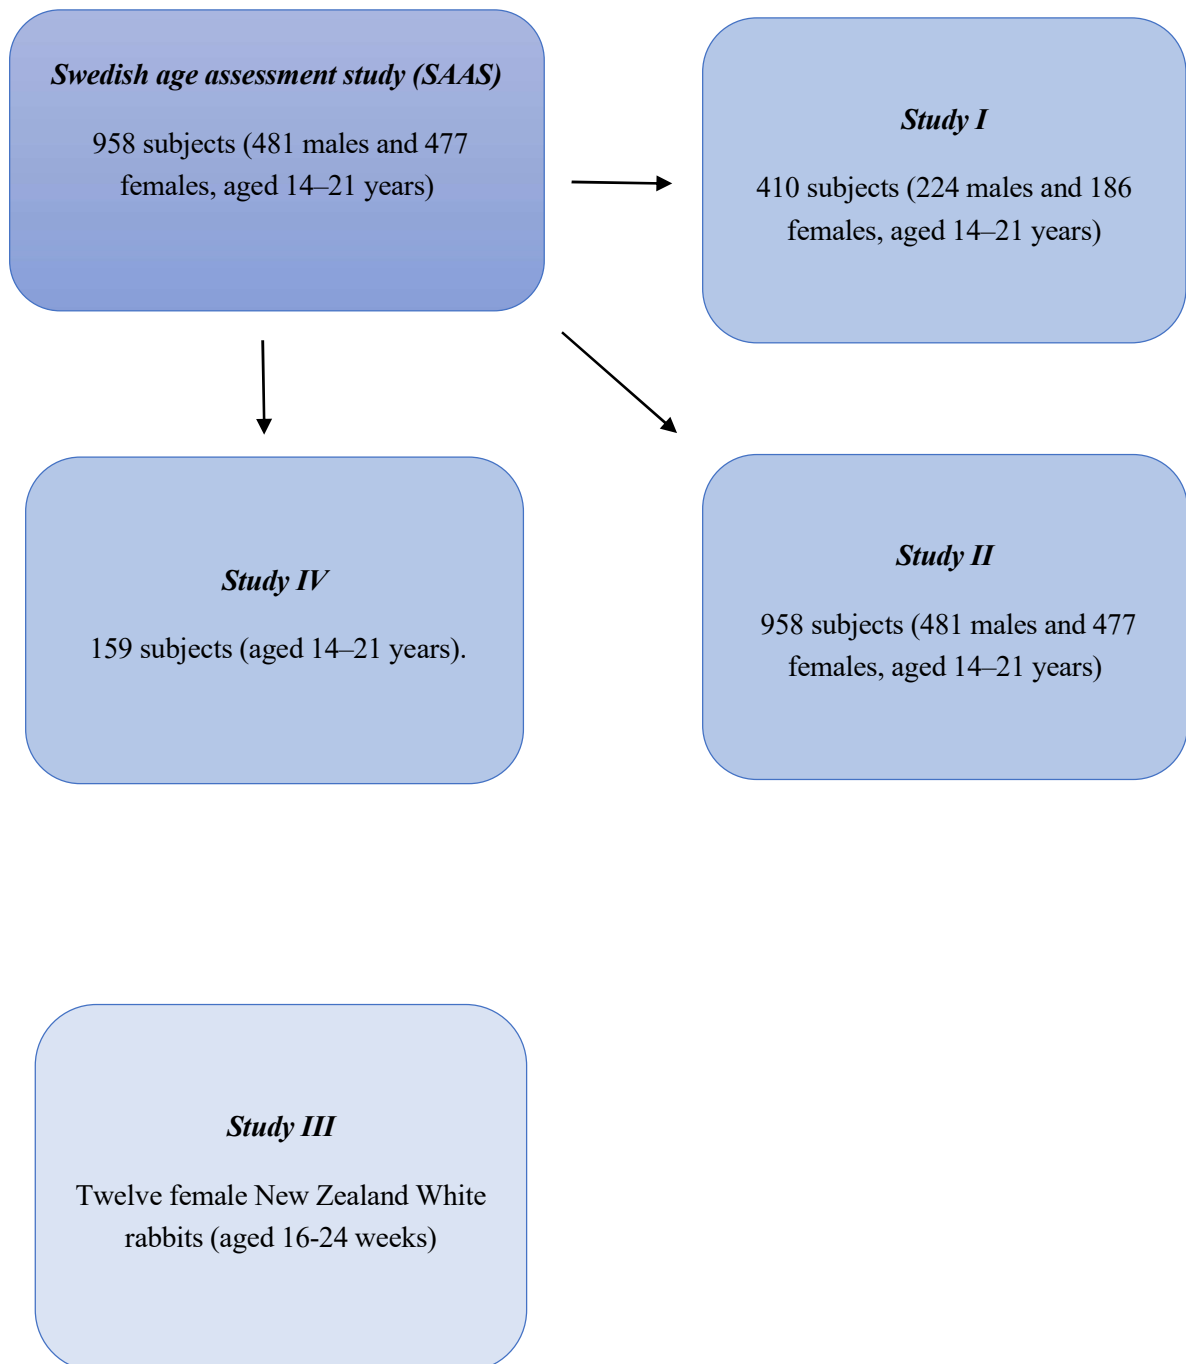 Swedish age assessment study (SAAS)
958 subjects (481 males and 477
females, aged 14–21 years)
Study I
410 subjects (224 males and 186
females, aged 14–21 years)
Study IV
159 subjects (aged 14–21 years).
Study II
958 subjects (481 males and 477
females, aged 14–21 years)
Study III
Twelve female New Zealand White
rabbits (aged 16-24 weeks)